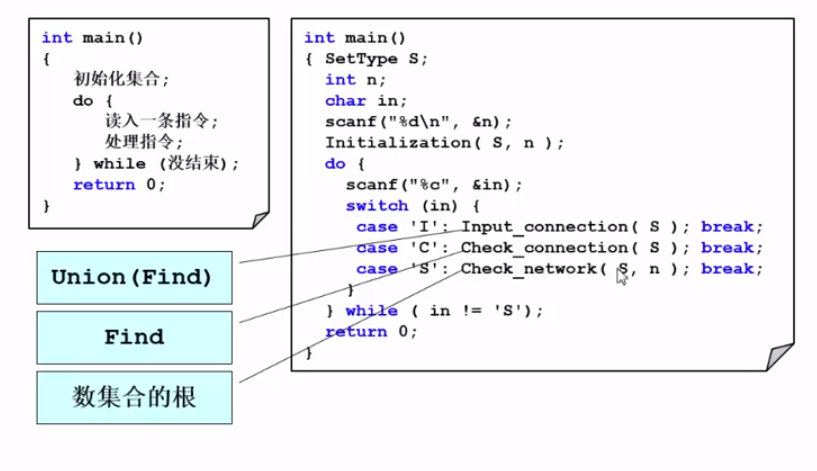 int main()
{
初始化集合;
do {
读入一条指令;
处理指令;
} while (没结束);
return 0;
}
int main()
{ SetType S;
int n;
char in;
scanf("%d\n", &n);
Initialization( S, n );
do {
scanf("%c", &in);
switch (in) {
case 'I': Input_connection( S ); break;
case 'C': Check_connection( S ); break;
case 'S': Check_network( S, n ); break;
}
} while ( in != 'S');
return 0;
}
Union(Find)
Find
数集合的根